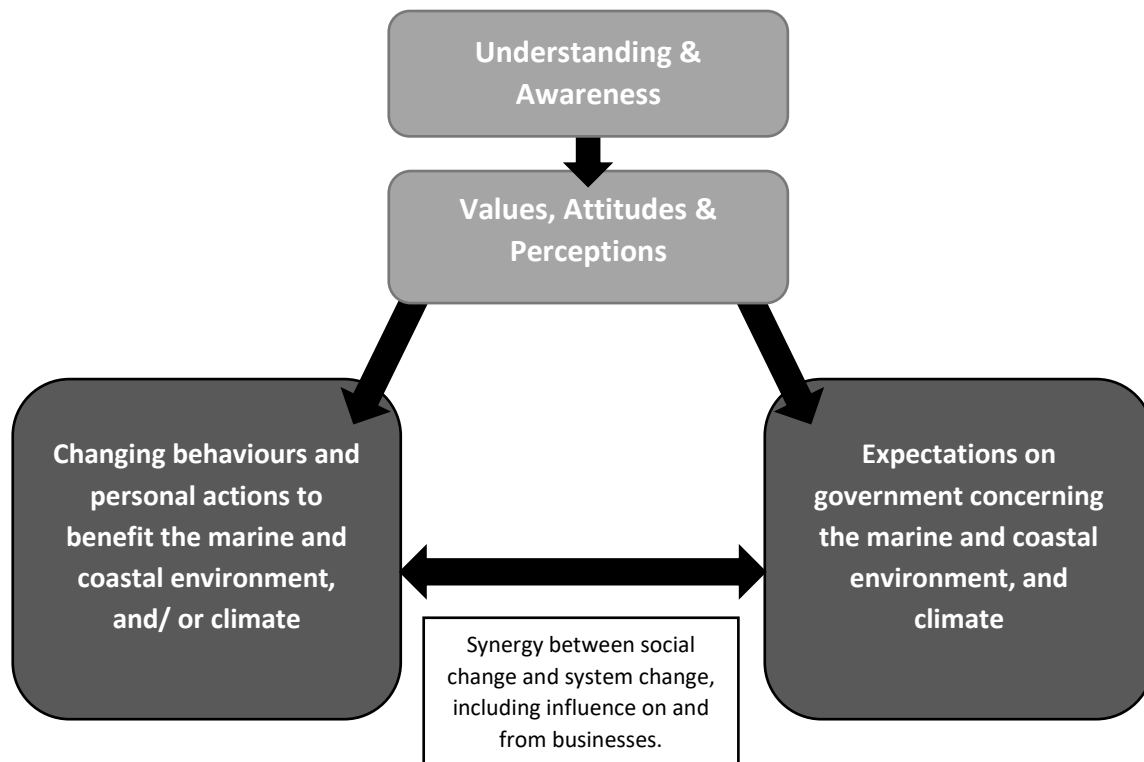 Understanding &
Awareness
Values, Attitudes &
Perceptions
Changing behaviours and
personal actions to
benefit the marine and
coastal environment,
and/ or climate
Expectations on
government concerning
the marine and coastal
environment, and
climate
Synergy between social
change and system change,
including influence on and
from businesses.